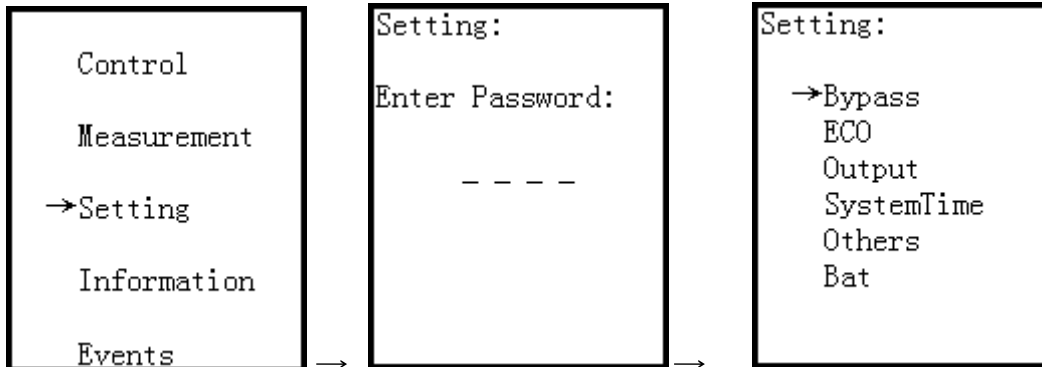 Control
Measurement
→Setting
Information
Events
→
Setting:
Enter Password:
_ _ _ _
→
Setting:
→Bypass
ECO
Output
SystemTime
Others
Bat